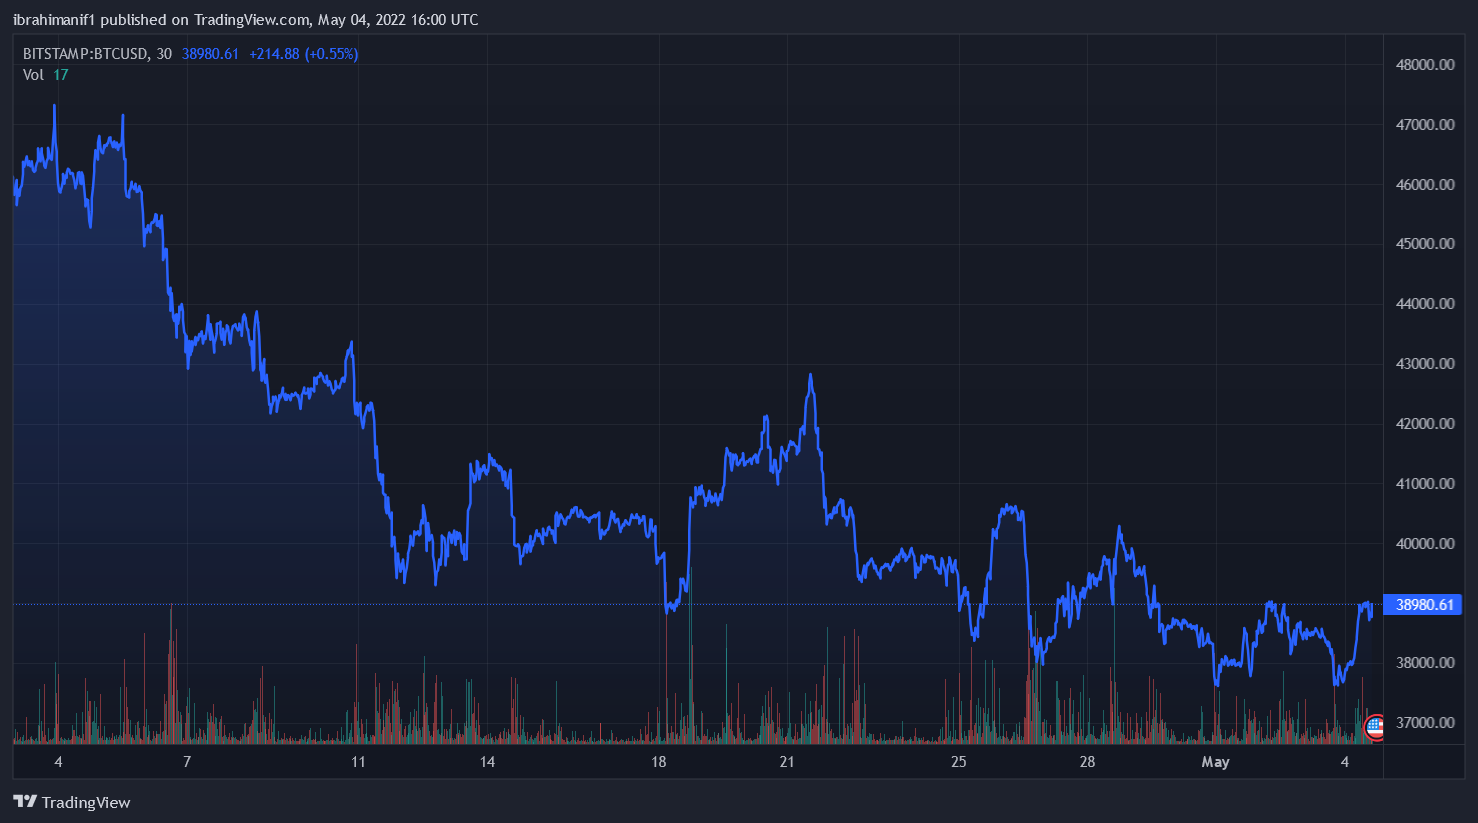 ibrahimanif1 published on TradingView.com, May 04, 2022 16:00 UTC
BITSTAMP:BTCUSD, 30 38980.61 +214.88 (+0.55%)
Vol 17
48000.00
47000.00
46000.00
45000.00
44000.00
43000.00
42000.00
41000.00
40000.00
38980.61
38000.00
37000.00
4 7 11 14 18 21 25 28 May 4
TradingView